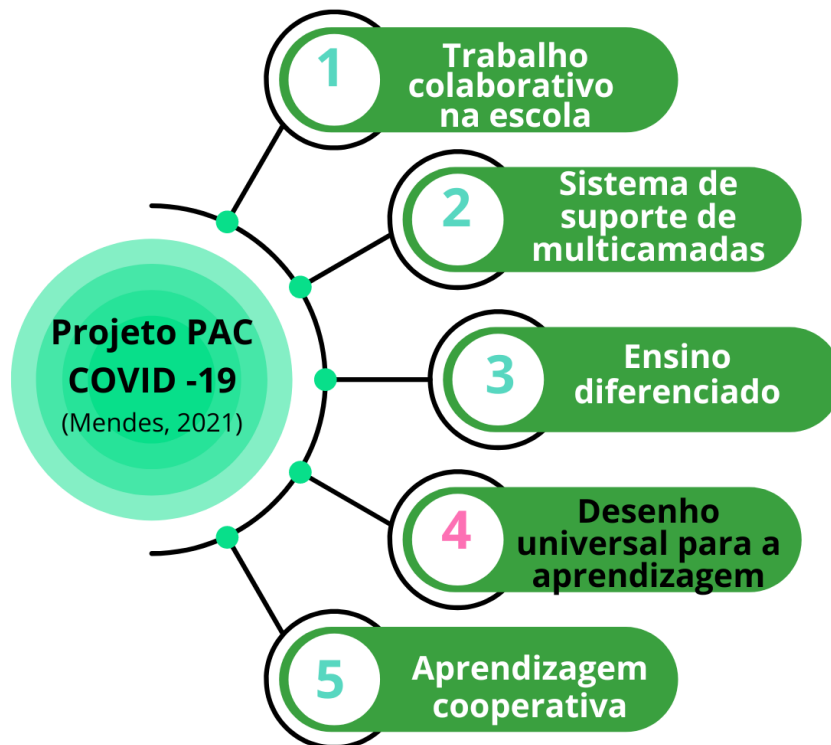 Projeto PAC
COVID -19
(Mendes, 2021)
1
Trabalho
colaborativo
na escola
2
Sistema de
suporte de
multicamadas
3
Ensino
diferenciado
4
Desenho
universal para a
aprendizagem
5
Aprendizagem
cooperativa